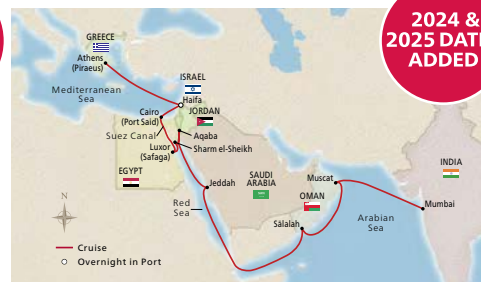 2024 &
2025 DATE
ADDED
GREECE
Athens
(Piraeus)
Mediterranean
Sea
ISRAEL
Haifa
JORDAN
Cairo
(Port Said)
Suez Canal
Aqaba
Luxor
(Safaga)
Sharm el-Sheikh
EGYPT
Jeddah
SAUDI
ARABIA
Red
Sea
Muscat
OMAN
Sālalah
INDIA
Mumbai
Arabian
Sea
N
Cruise
Overnight in Port